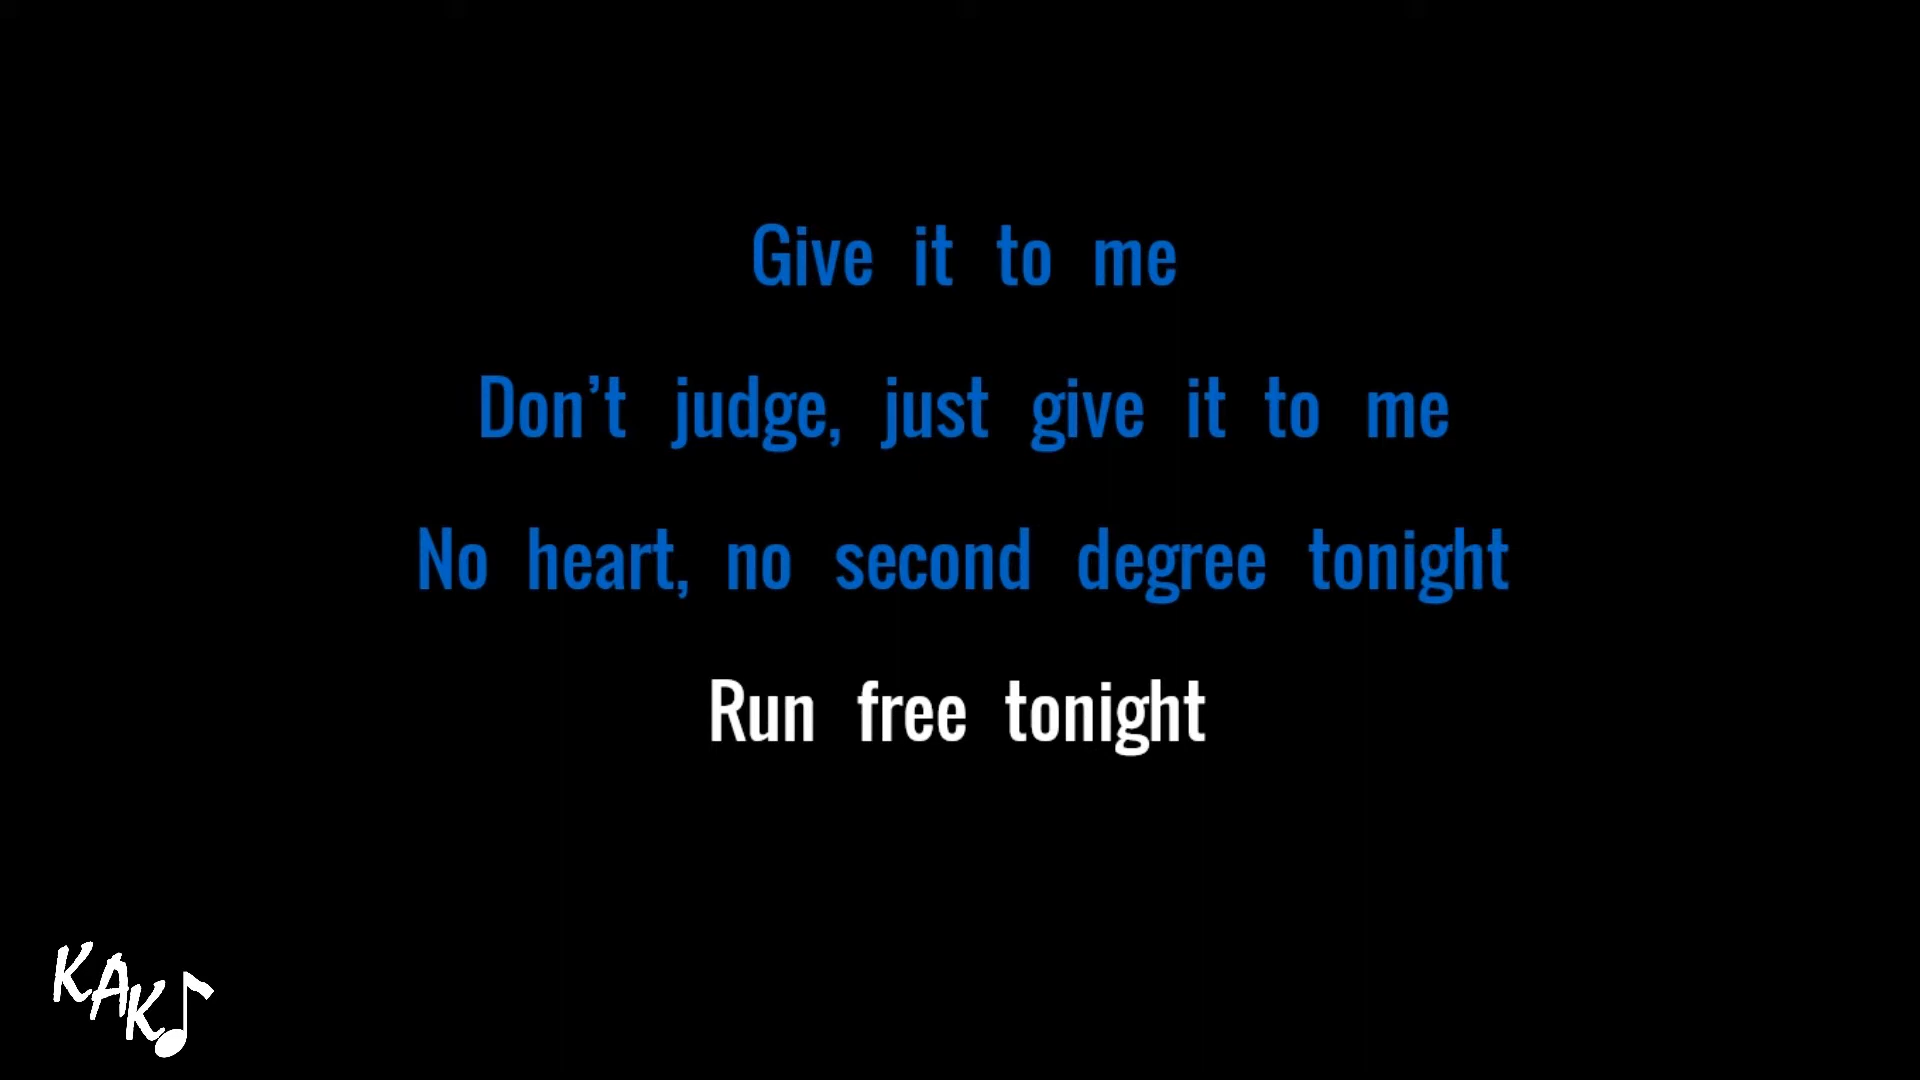 Give it to me
Don’t judge, just give it to me
No heart, no second degree tonight
Run free tonight
KAK